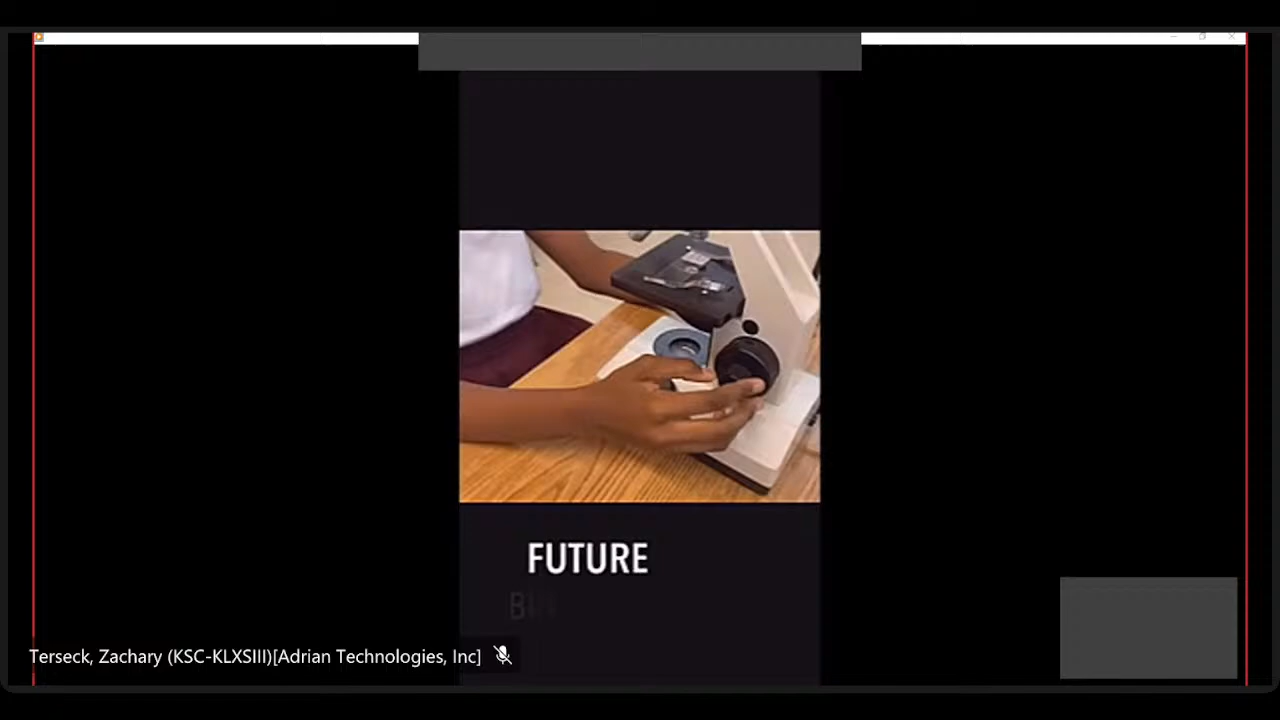 FUTURE
Terseck, Zachary (KSC-KLXSIII)[Adrian Technologies, Inc]